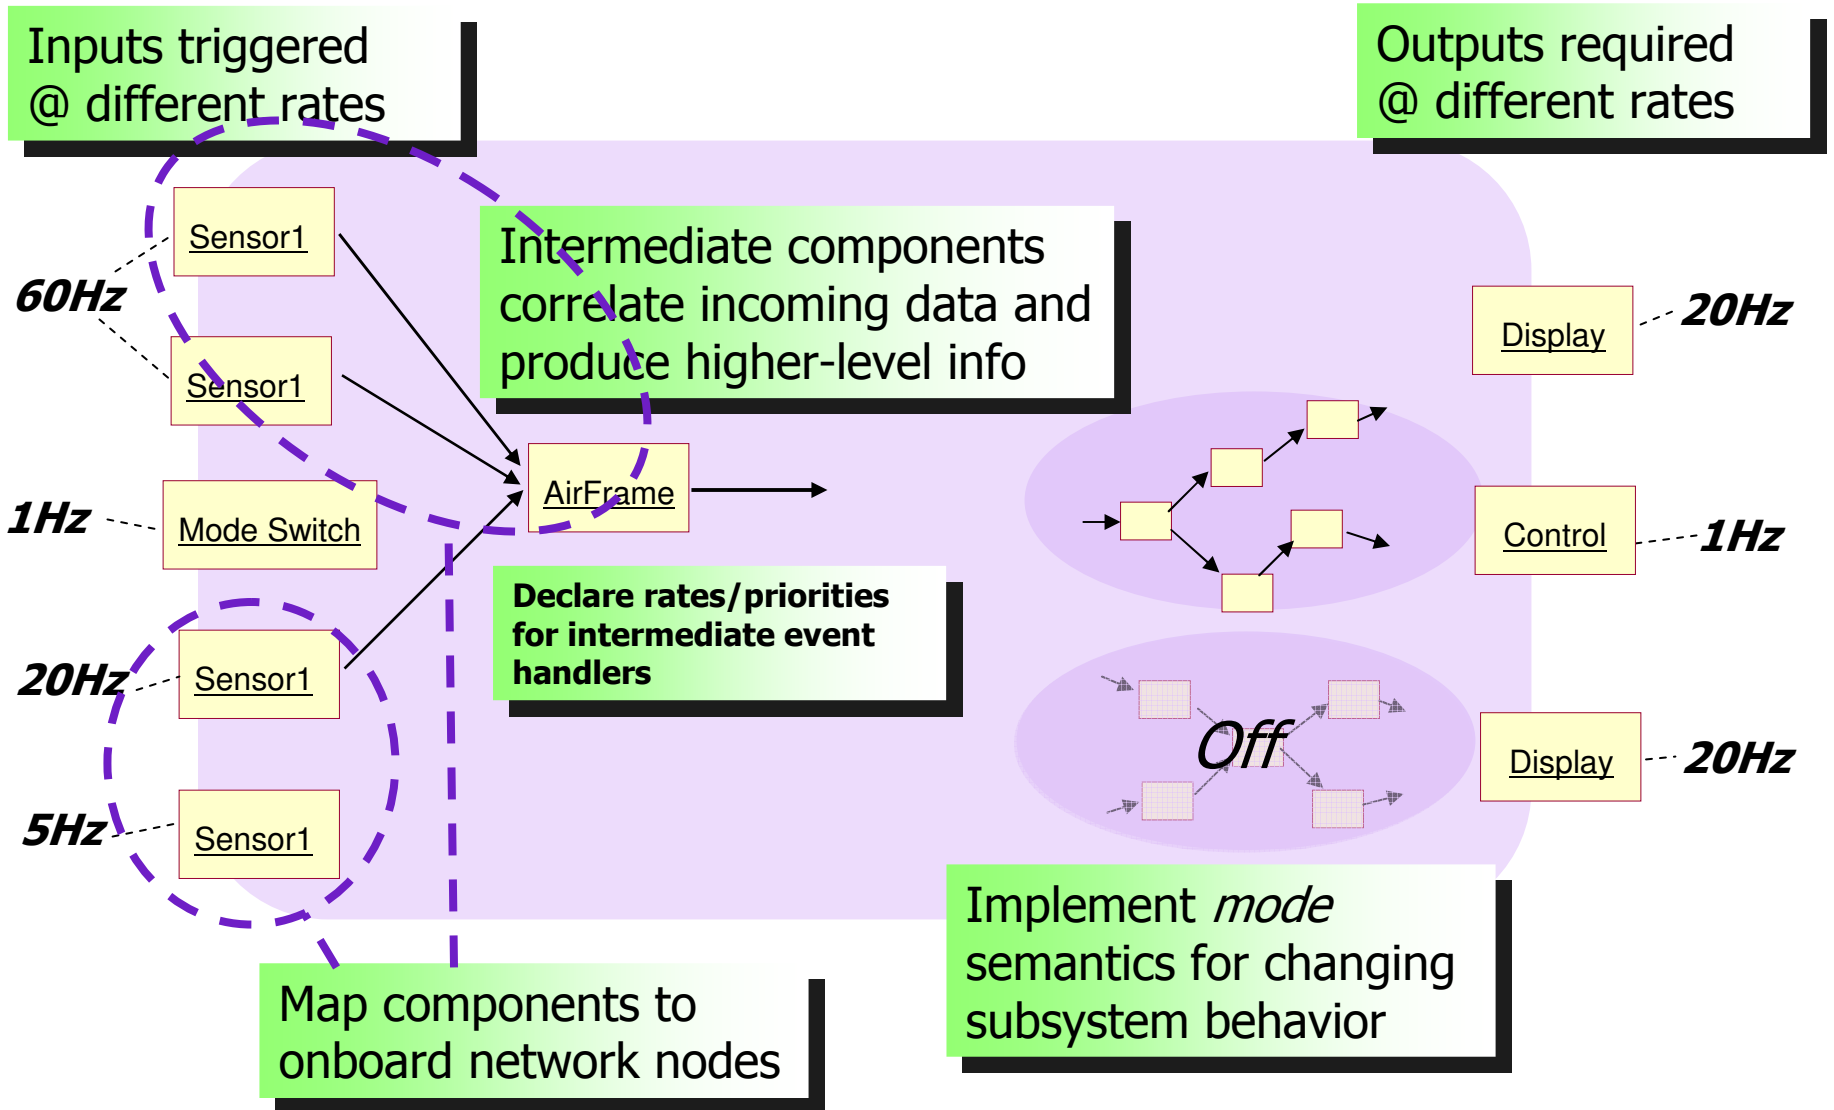 Inputs triggered
@ different rates
Outputs required
@ different rates
Sensor1
60Hz
Sensor1
Intermediate components
correlate incoming data and
produce higher-level info
Display
20Hz
1Hz
Mode Switch
AirFrame
Control
1Hz
Declare rates/priorities
for intermediate event
handlers
20Hz
Sensor1
Off
Display
20Hz
5Hz
Sensor1
Implement mode
semantics for changing
subsystem behavior
Map components to
onboard network nodes